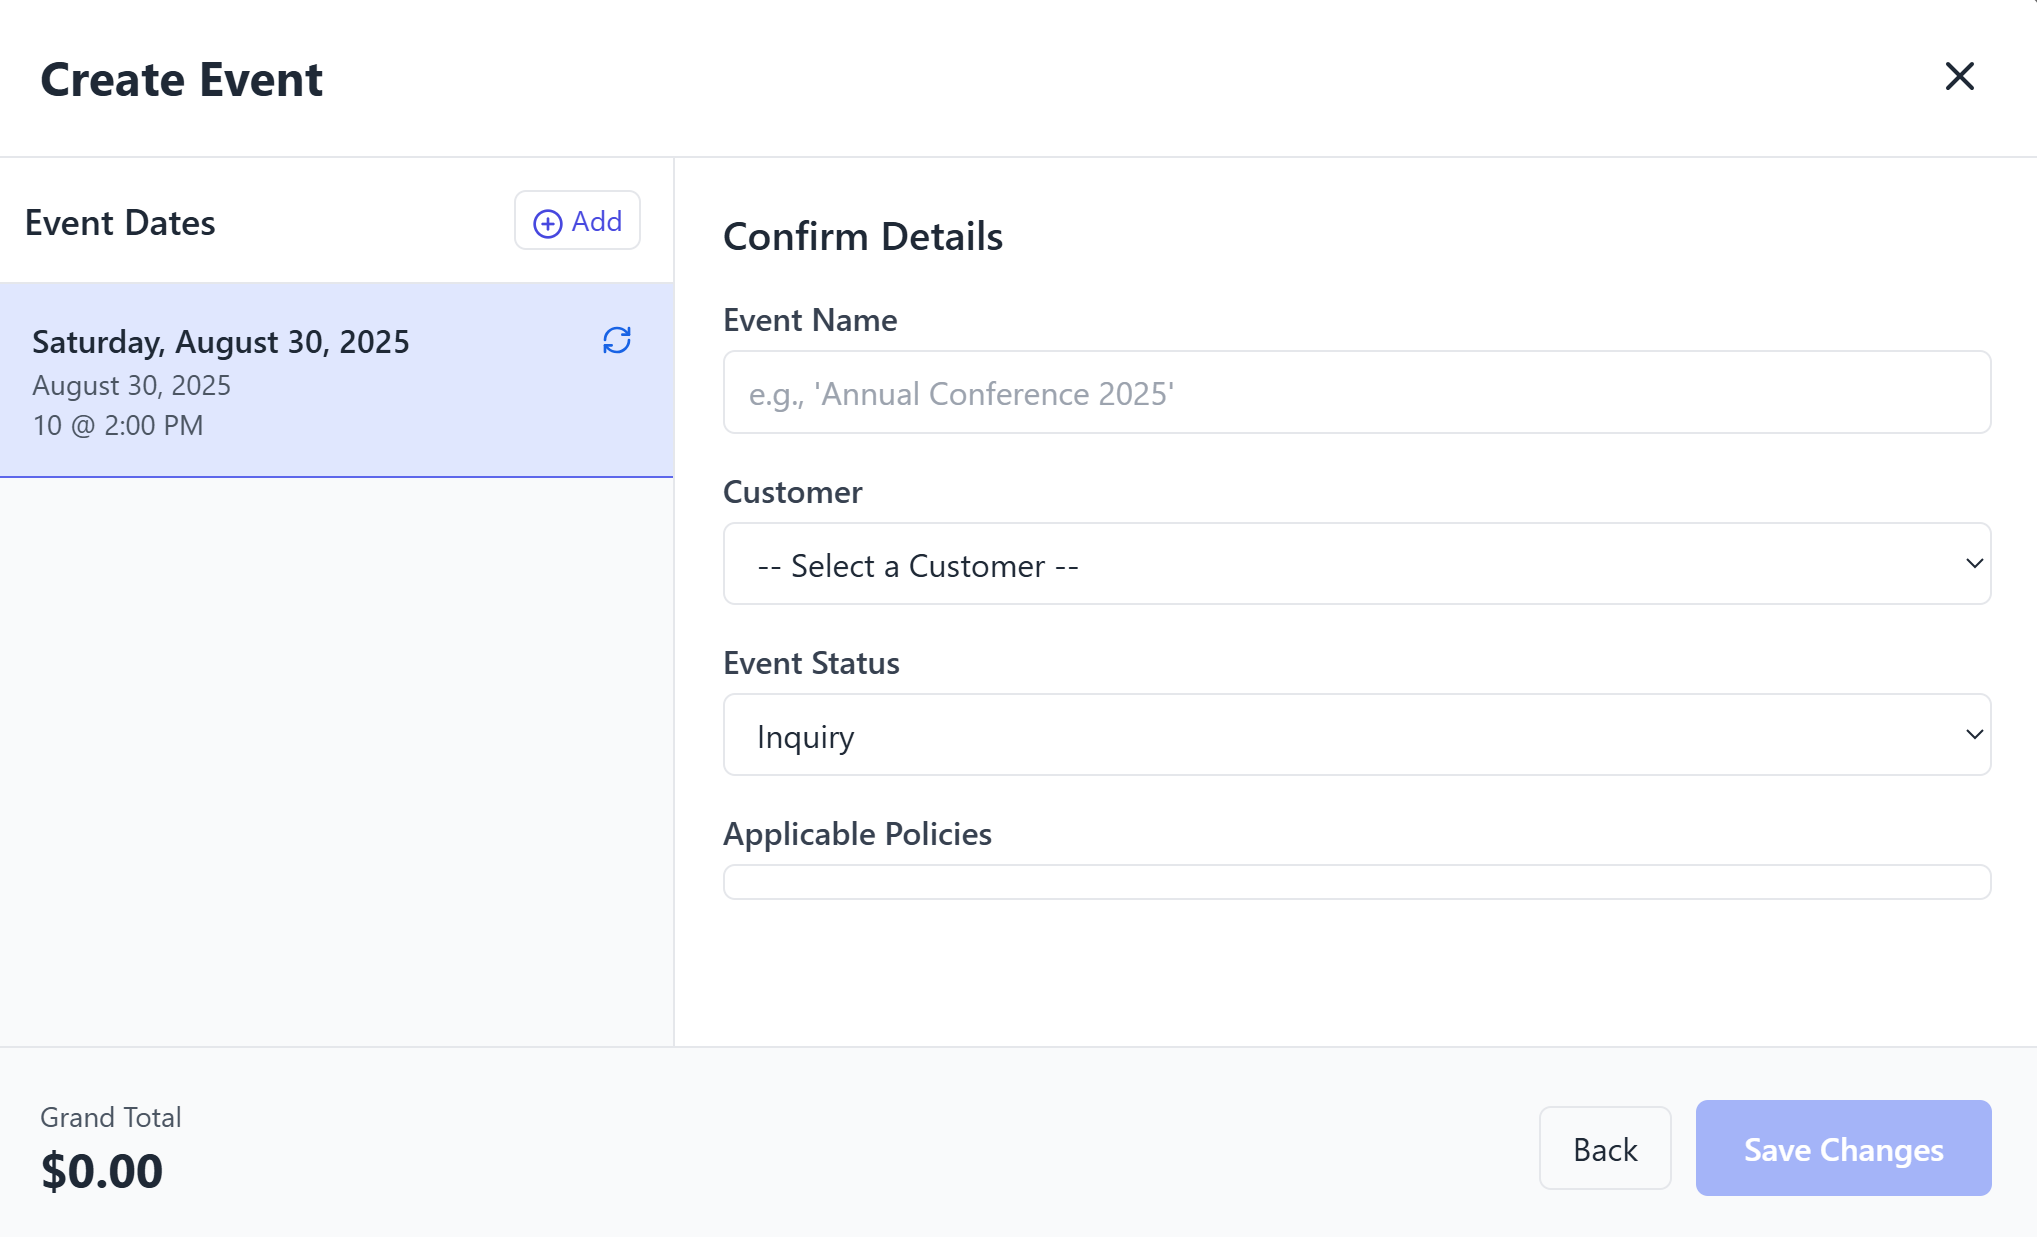 Create Event
Event Dates
Add
Saturday, August 30, 2025
August 30, 2025
10 @ 2:00 PM
Confirm Details
Event Name
e.g., 'Annual Conference 2025'
Customer
-- Select a Customer --
Event Status
Inquiry
Applicable Policies
Grand Total
$0.00
Back
Save Changes